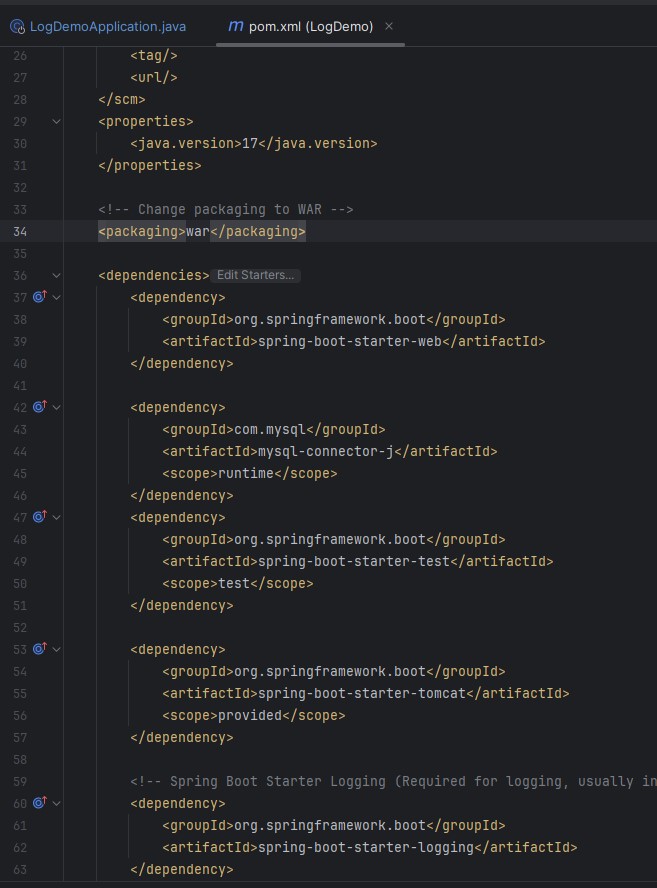 LogDemoApplication.java
m pom.xml (LogDemo) ×
26 <tag/>
27 <url/>
28 </scm>
29 <properties>
30 <java.version>17</java.version>
31 </properties>
32
33 <!-- Change packaging to WAR -->
34 <packaging>war</packaging>
35
36 <dependencies> Edit Starters...
37 <dependency>
38 <groupId>org.springframework.boot</groupId>
39 <artifactId>spring-boot-starter-web</artifactId>
40 </dependency>
41
42 <dependency>
43 <groupId>com.mysql</groupId>
44 <artifactId>mysql-connector-j</artifactId>
45 <scope>runtime</scope>
46 </dependency>
47 <dependency>
48 <groupId>org.springframework.boot</groupId>
49 <artifactId>spring-boot-starter-test</artifactId>
50 <scope>test</scope>
51 </dependency>
52
53 <dependency>
54 <groupId>org.springframework.boot</groupId>
55 <artifactId>spring-boot-starter-tomcat</artifactId>
56 <scope>provided</scope>
57 </dependency>
58
59 <!-- Spring Boot Starter Logging (Required for logging, usually in
60 <dependency>
61 <groupId>org.springframework.boot</groupId>
62 <artifactId>spring-boot-starter-logging</artifactId>
63 </dependency>